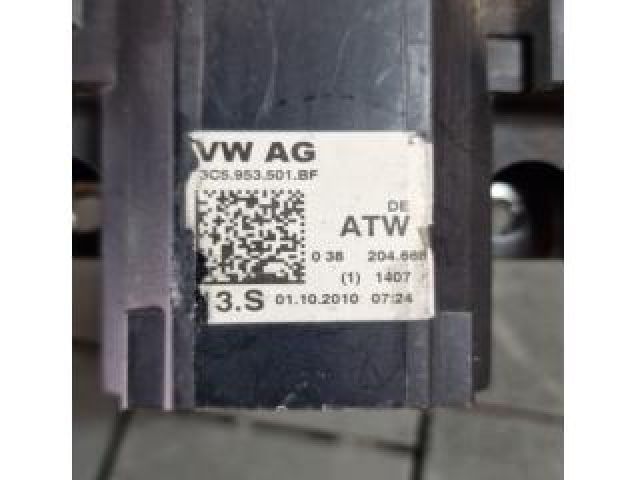 VW AG
3C5.953.501.BF
DE
ATW
0 38 204.668
(1) 1407
13.S 01.10.2010 07:24